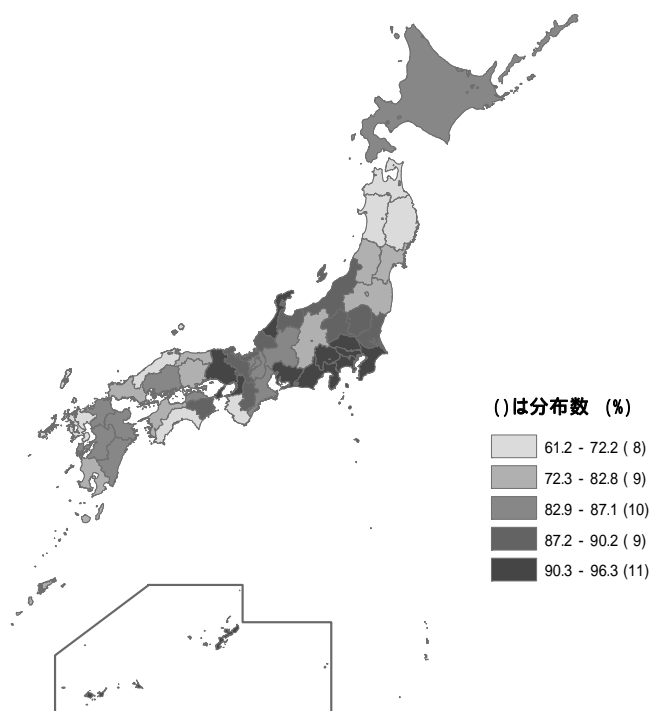 ()は分布数 (%)
61.2 - 72.2 ( 8)
72.3 - 82.8 ( 9)
82.9 - 87.1 (10)
87.2 - 90.2 ( 9)
90.3 - 96.3 (11)